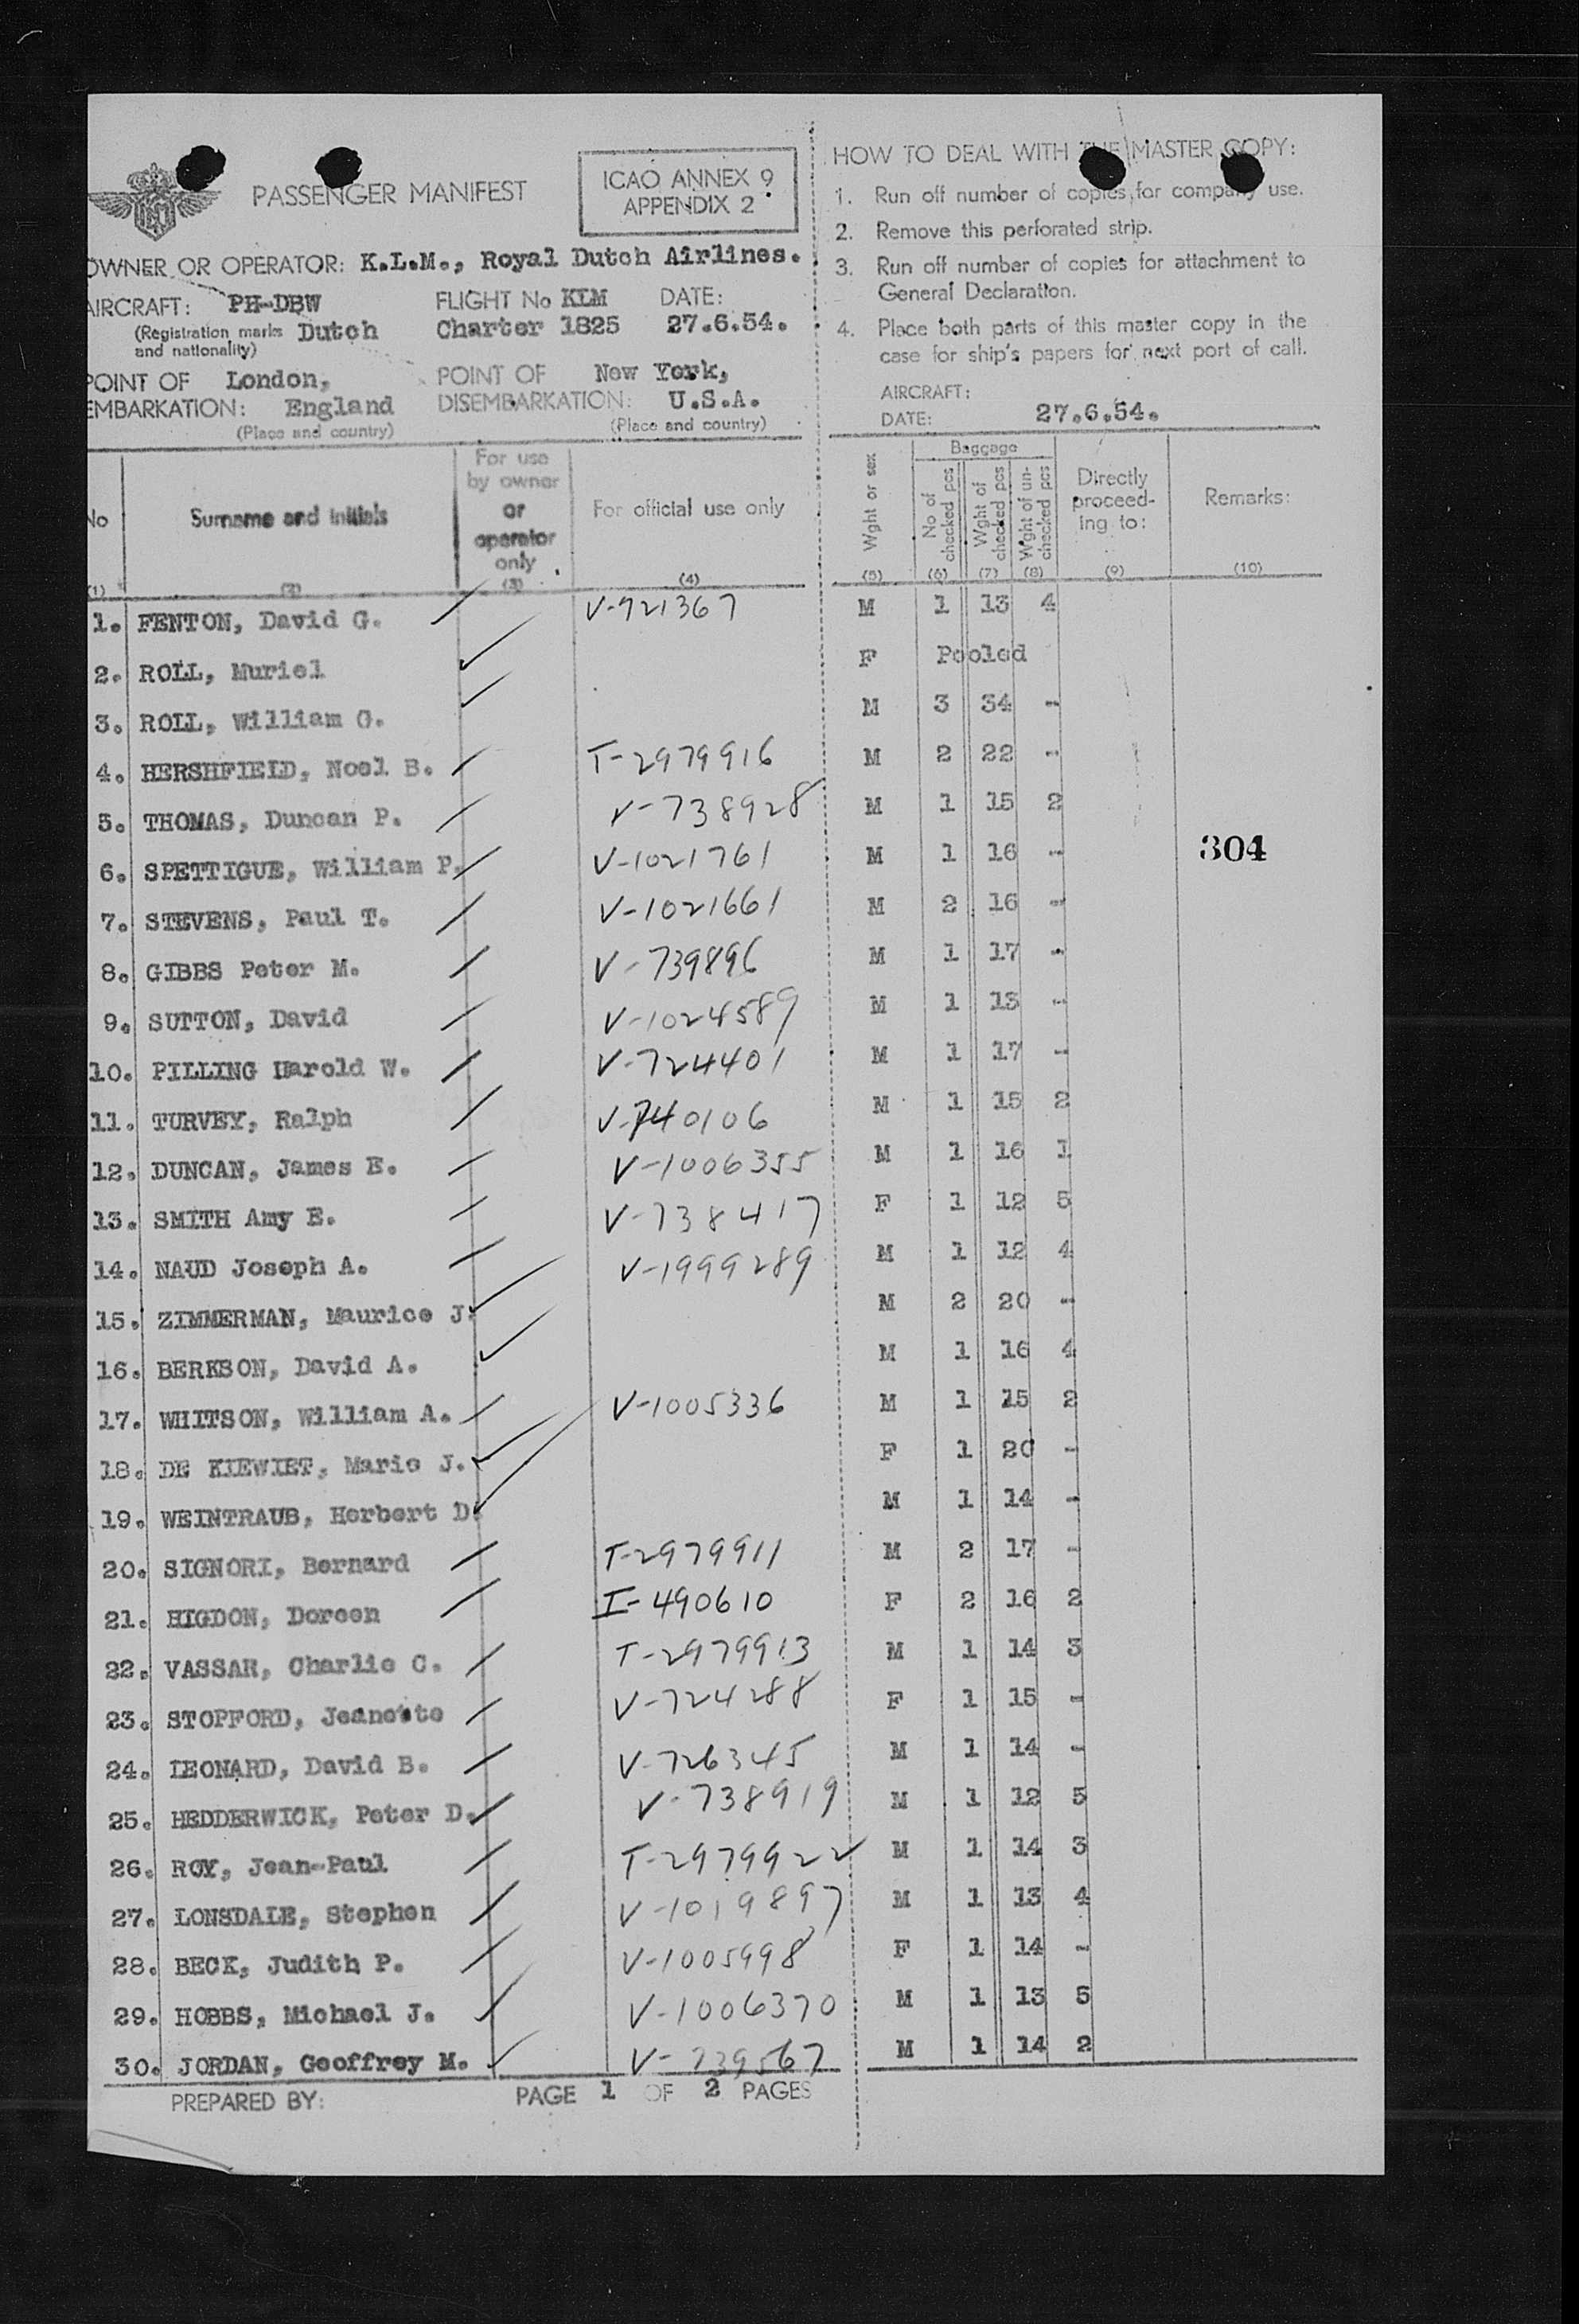 PASSENGER MANIFEST
ICAO ANNEX 9
APPENDIX 2
OWNER OR OPERATOR: K.L.M., Royal Dutch Airlines.
AIRCRAFT: PH-DBW FLIGHT No KLM DATE:
(Registration marks and nationality) Dutch Charter 1825 27.6.54.
POINT OF London, POINT OF New York,
EMBARKATION: England DISEMBARKATION: U.S.A.
(Place and country) (Place and country)
HOW TO DEAL WITH THE MASTER COPY:
1. Run off number of copies for company use.
2. Remove this perforated strip.
3. Run off number of copies for attachment to
General Declaration.
4. Place both parts of this master copy in the
case for ship's papers for next port of call.
AIRCRAFT:
DATE: 27.6.54.
No Surname and initials For use by owner or operator only For official use only Wght or sex Baggage No of checked pcs Wght of checked pcs Wght of un-checked pcs Directly proceed-ing to: Remarks:
(1) (2) (3) (4) (5) (6) (7) (8) (9) (10)
1. FENTON, David G. V-721367 M 1 13 4
2. ROLL, Muriel F Pooled
3. ROLL, William G. M 3 34 -
4. HERSHFIELD, Noel B. T-2979916 M 2 22 -
5. THOMAS, Duncan P. V-738928 M 1 15 2
6. SPETTIGUE, William P. V-1021761 M 1 16 -
304
7. STEVENS, Paul T. V-1021661 M 2 16 -
8. GIBBS Peter M. V-739896 M 1 17 -
9. SUTTON, David V-1024589 M 1 13 -
10. PILLING Harold W. V-724401 M 1 17 -
11. TURVEY, Ralph V-740106 M 1 15 2
12. DUNCAN, James E. V-1006355 M 1 16 1
13. SMITH Amy E. V-738417 F 1 12 5
14. NAUD Joseph A. V-1999289 M 1 12 4
15. ZIMMERMAN, Maurice J. M 2 20 -
16. BERKSON, David A. M 1 16 4
17. WHITSON, William A. V-1005336 M 1 15 2
18. DE KIEWIET, Marie J. F 1 20 -
19. WEINTRAUB, Herbert D. M 1 14 -
20. SIGNORI, Bernard T-2979911 M 2 17 -
21. HIGDON, Doreen I-490610 F 2 16 2
22. VASSAR, Charlie C. T-2979913 M 1 14 3
23. STOPFORD, Jeanette V-724288 F 1 15 -
24. LEONARD, David B. V-726345 M 1 14 -
25. HEDDERWICK, Peter D. V-738919 M 1 12 5
26. ROY, Jean-Paul T-2979922 M 1 14 3
27. LONSDALE, Stephen V-1019897 M 1 13 4
28. BECK, Judith P. V-1005998 F 1 14 -
29. HOBBS, Michael J. V-1006370 M 1 13 5
30. JORDAN, Geoffrey M. V-739567 M 1 14 2
PREPARED BY: PAGE 1 OF 2 PAGES